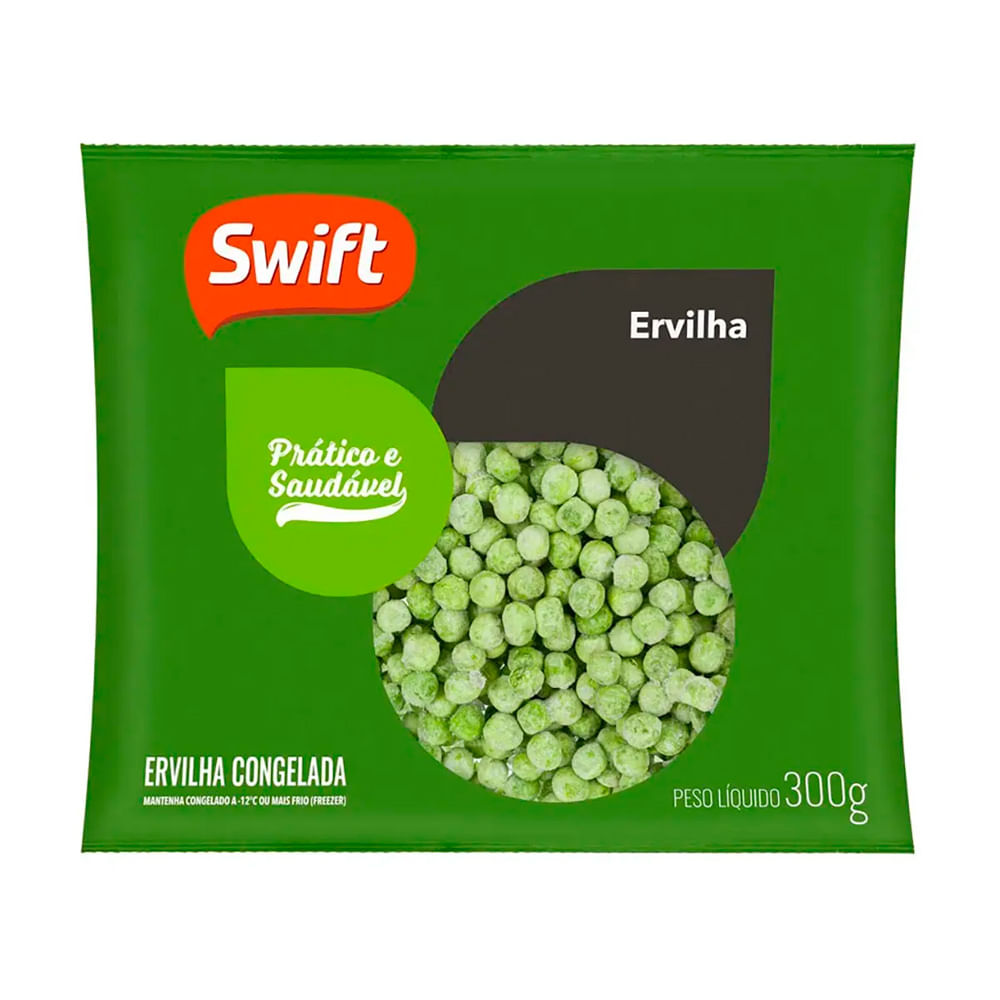 Swift
Ervilha
Prático e
Saudável
ERVILHA CONGELADA
MANTENHA CONGELADO A -12°C OU MAIS FRIO (FREEZER)
PESO LÍQUIDO 300g